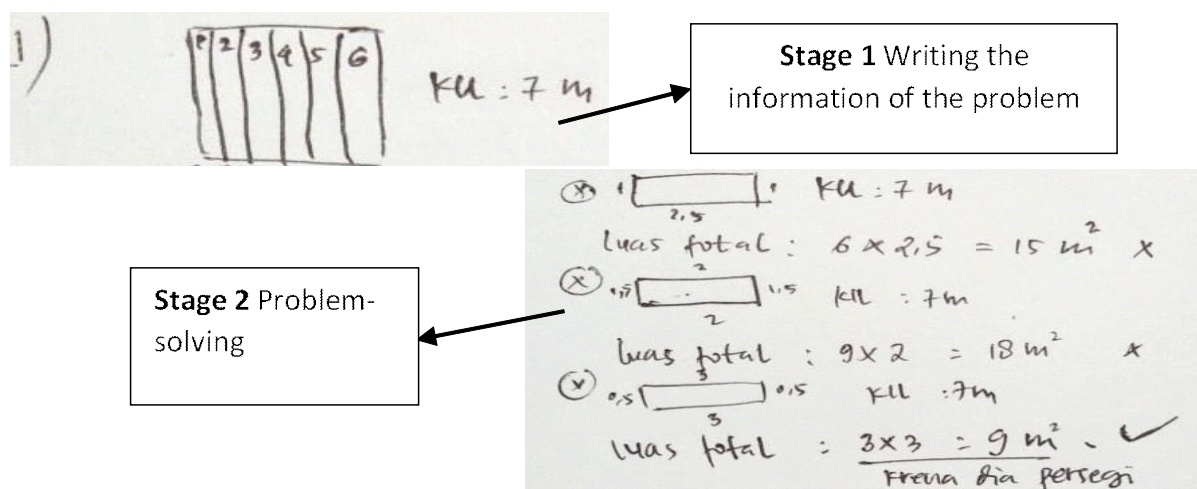 1)
1 2 3 4 5 6
KLL : 7 m
Stage 1 Writing the
information of the problem
1 1 KLL : 7 m
2,5
luas total : 6 x 2,5 = 15 m² x
2
1,5 1,5 KLL : 7m
2
luas total : 9 x 2 = 18 m² x
Stage 2 Problem-
solving
3
0,5 0,5 KLL : 7m
3
luas total : 3 x 3 = 9 m² ✓
krena dia persegi